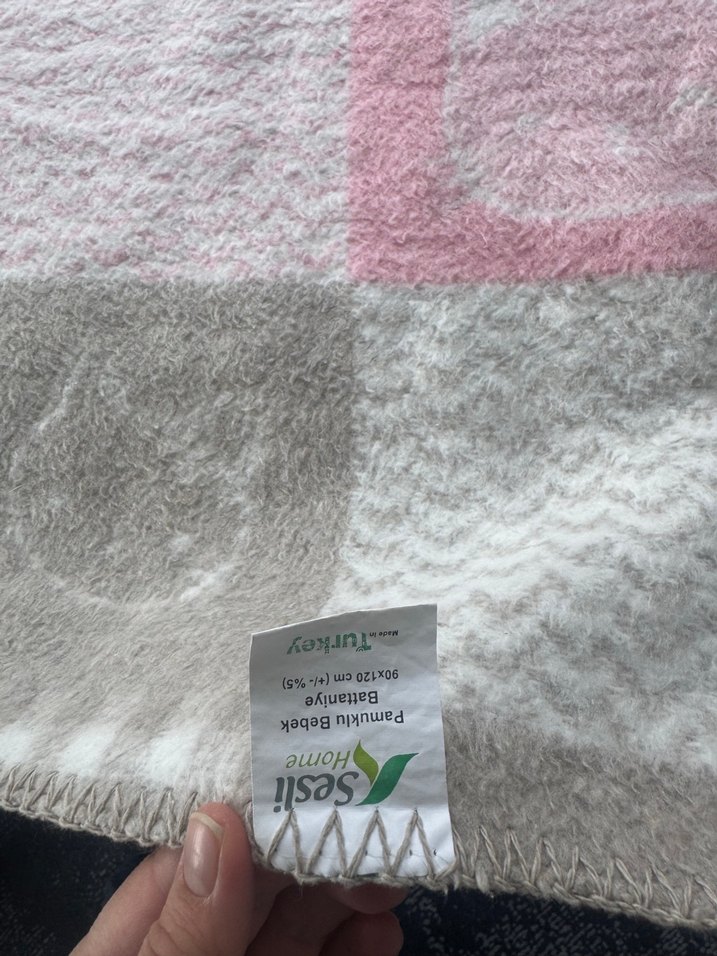 Sesli
Home
Pamuklu Bebek
Battaniye
90x120 cm (+/- %5)
Made in Turkey